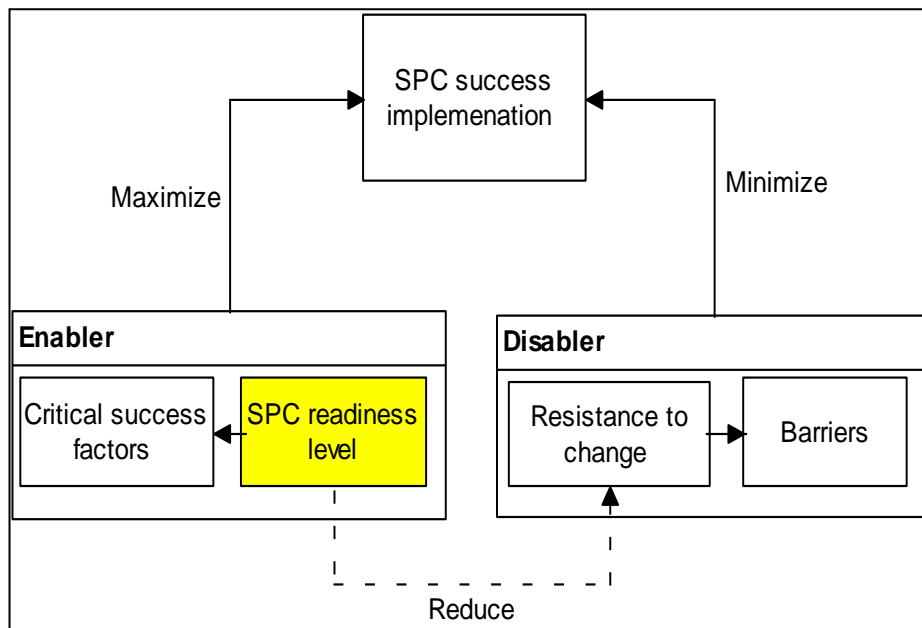 SPC success
implemenation
Maximize
Minimize
Enabler
Disabler
Critical success
factors
SPC readiness
level
Resistance to
change
Barriers
Reduce